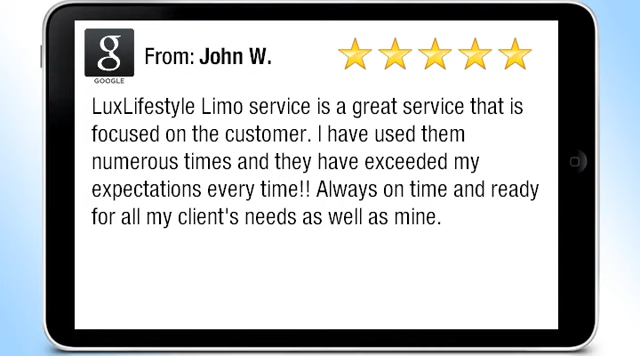 g
GOOGLE
From: John W.
LuxLifestyle Limo service is a great service that is
focused on the customer. I have used them
numerous times and they have exceeded my
expectations every time!! Always on time and ready
for all my client's needs as well as mine.